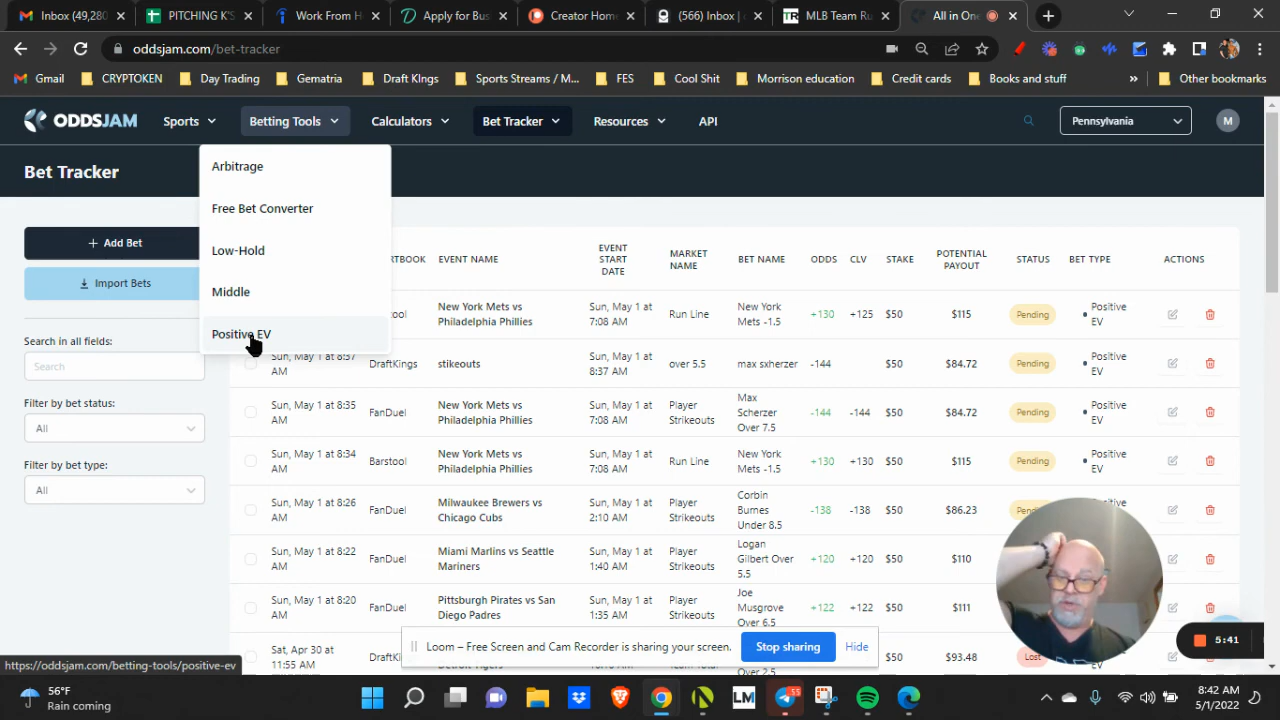 Inbox (49,280
PITCHING K'S
Work From H
Apply for Bus
Creator Home
(566) Inbox |
MLB Team Ru
All in One
oddsjam.com/bet-tracker
Gmail
CRYPTOKEN
Day Trading
Gematria
Draft KIngs
Sports Streams / M...
FES
Cool Shit
Morrison education
Credit cards
Books and stuff
»
Other bookmarks
ODDSJAM
Sports
Betting Tools
Calculators
Bet Tracker
Resources
API
Pennsylvania
M
Bet Tracker
Arbitrage
Free Bet Converter
Low-Hold
Middle
Positive EV
+ Add Bet
Import Bets
Search in all fields:
Search
Filter by bet status:
All
Filter by bet type:
All
RTBOOK
EVENT NAME
EVENT
START
DATE
MARKET
NAME
BET NAME
ODDS
CLV
STAKE
POTENTIAL
PAYOUT
STATUS
BET TYPE
ACTIONS
tool
New York Mets vs
Philadelphia Phillies
Sun, May 1 at
7:08 AM
Run Line
New York
Mets -1.5
+130
+125
$50
$115
Pending
Positive
EV
Sun, May 1 at 8:37
AM
DraftKings
stikeouts
Sun, May 1 at
8:37 AM
over 5.5
max sxherzer
-144
$50
$84.72
Pending
Positive
EV
Sun, May 1 at 8:35
AM
FanDuel
New York Mets vs
Philadelphia Phillies
Sun, May 1 at
7:08 AM
Player
Strikeouts
Max
Scherzer
Over 7.5
-144
-144
$50
$84.72
Pending
Positive
EV
Sun, May 1 at 8:34
AM
Barstool
New York Mets vs
Philadelphia Phillies
Sun, May 1 at
7:08 AM
Run Line
New York
Mets -1.5
+130
+130
$50
$115
Pending
Positive
EV
Sun, May 1 at 8:26
AM
FanDuel
Milwaukee Brewers vs
Chicago Cubs
Sun, May 1 at
2:10 AM
Player
Strikeouts
Corbin
Burnes
Under 8.5
-138
-138
$50
$86.23
Pend
Positive
Sun, May 1 at 8:22
AM
FanDuel
Miami Marlins vs Seattle
Mariners
Sun, May 1 at
1:40 AM
Player
Strikeouts
Logan
Gilbert Over
5.5
+120
+120
$50
$110
Sun, May 1 at 8:20
AM
FanDuel
Pittsburgh Pirates vs San
Diego Padres
Sun, May 1 at
1:35 AM
Player
Strikeouts
Joe
Musgrove
Over 6.5
+122
+122
$50
$111
Sat, Apr 30 at
11:55 AM
$50
$93.48
Lost
Loom – Free Screen and Cam Recorder is sharing your screen.
Stop sharing
Hide
5:41
https://oddsjam.com/betting-tools/positive-ev
56°F
Rain coming
LM
55
8:42 AM
5/1/2022